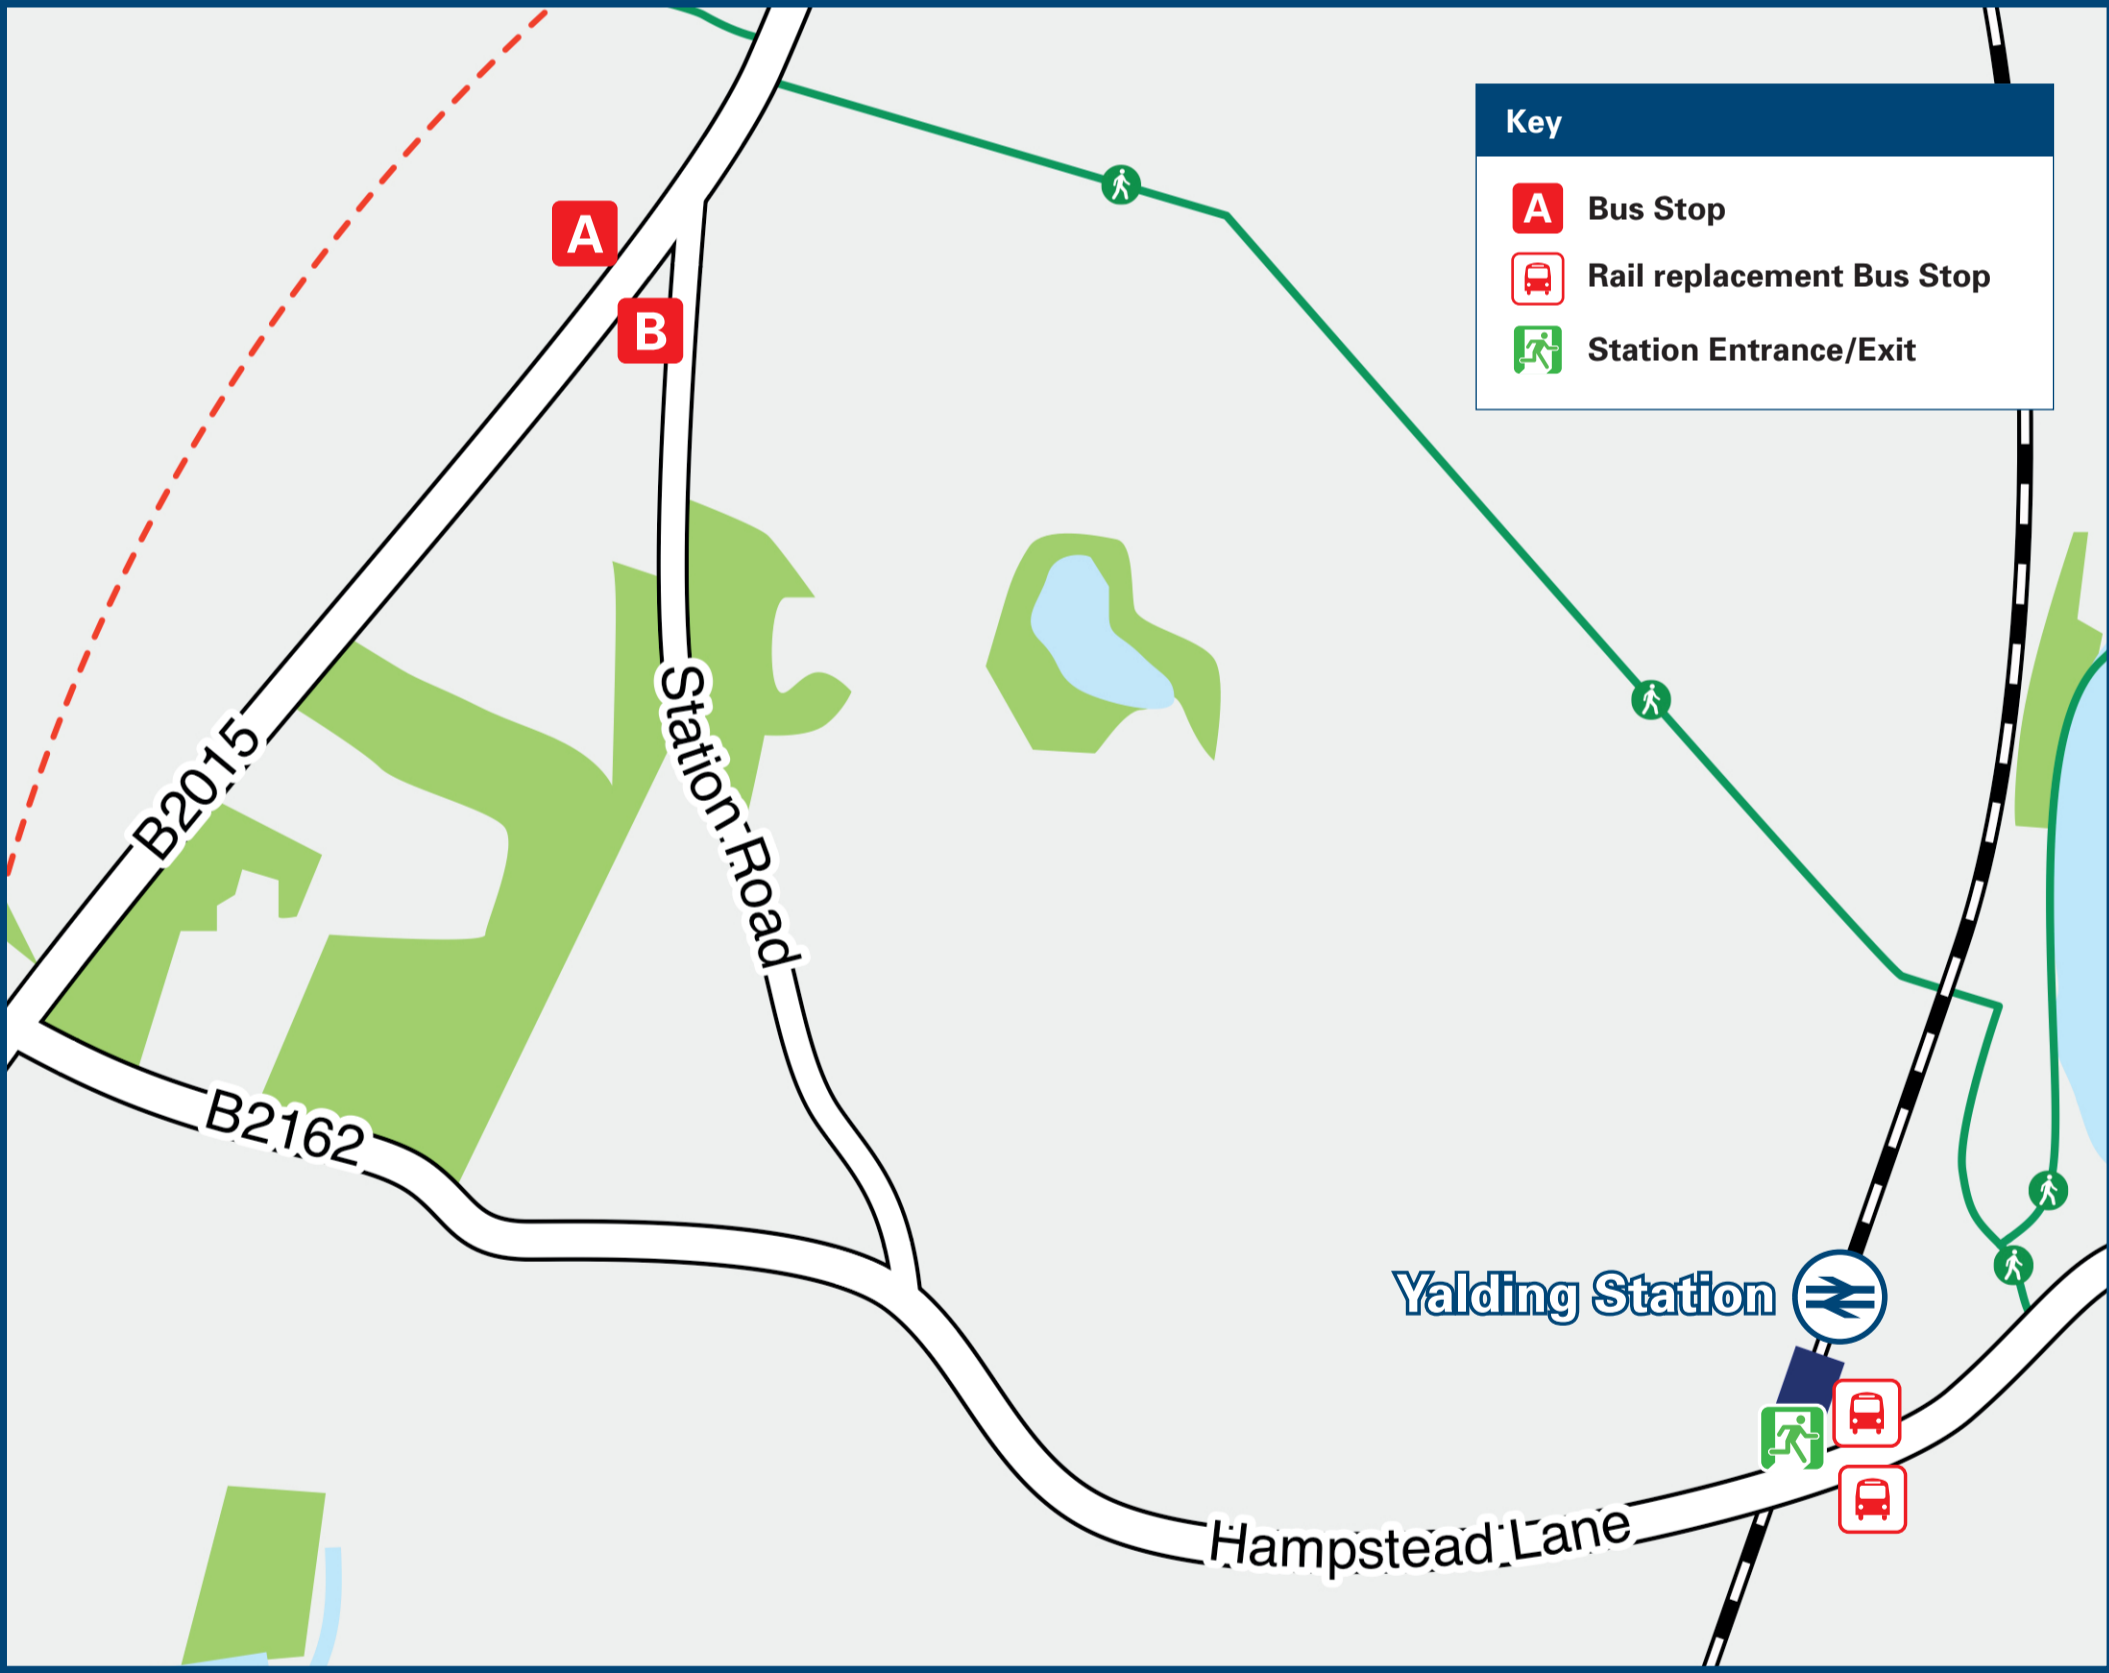 Key
A Bus Stop
Rail replacement Bus Stop
Station Entrance/Exit
A
B
Station Road
B2015
B2162
Yalding Station
Hampstead Lane